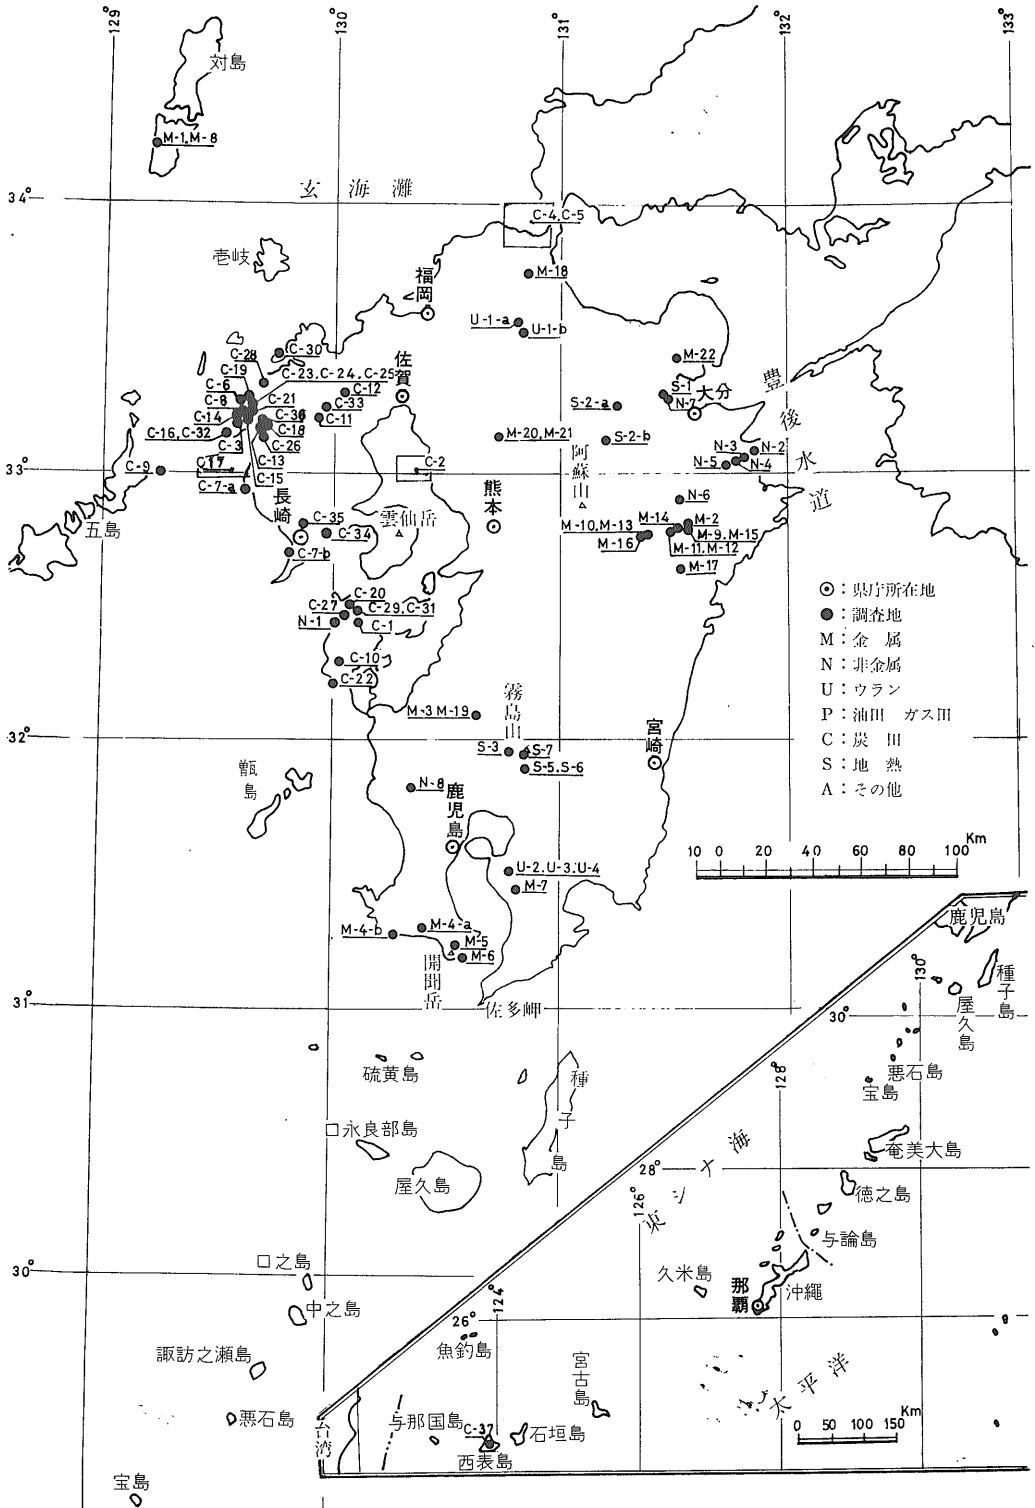 129°
130°
131°
132°
133°
対島
M-1,M-8
34°
玄海灘
C-4,C-5
壱岐
福岡
M-18
U-1-a
U-1-b
C-30
C-28
C-19
C-23,C-24,C-25
佐賀
M-22
C-6
C-12
C-8
C-21
C-33
S-1
大分
豊後水道
C-14
C-36
C-11
S-2-a
N-7
C-16,C-32
C-18
C-3
C-26
M-20,M-21
S-2-b
N-3
N-2
C-13
阿蘇山
N-5
N-4
33°
C-9
C-17
C-2
C-15
C-7-a
長崎
熊本
N-6
五島
C-35
雲仙岳
C-34
M-10,M-13
M-14
M-2
M-9,M-15
M-16
M-11,M-12
C-7-b
M-17
C-20
C-27
C-29,C-31
N-1
C-1
C-10
C-22
◉：県庁所在地
●：調査地
M：金属
N：非金属
U：ウラン
P：油田 ガス田
C：炭田
S：地熱
A：その他
M-3 M-19
霧島山
32°
S-3
S-7
S-5,S-6
宮崎
甑島
N-8
鹿児島
10 0 20 40 60 80 100 Km
U-2,U-3,U-4
M-7
M-4-b
M-4-a
M-5
M-6
開聞岳
31°
佐多岬
硫黄島
種子島
口永良部島
屋久島
30°
口之島
中之島
諏訪之瀬島
悪石島
宝島
鹿児島
130°
種子島
30°
屋久島
128°
悪石島
宝島
東シナ海
奄美大島
28°
126°
徳之島
与論島
久米島
那覇
沖縄
124°
26°
魚釣島
宮古島
太平洋
台湾
与那国島
C-37
石垣島
西表島
0 50 100 150 Km